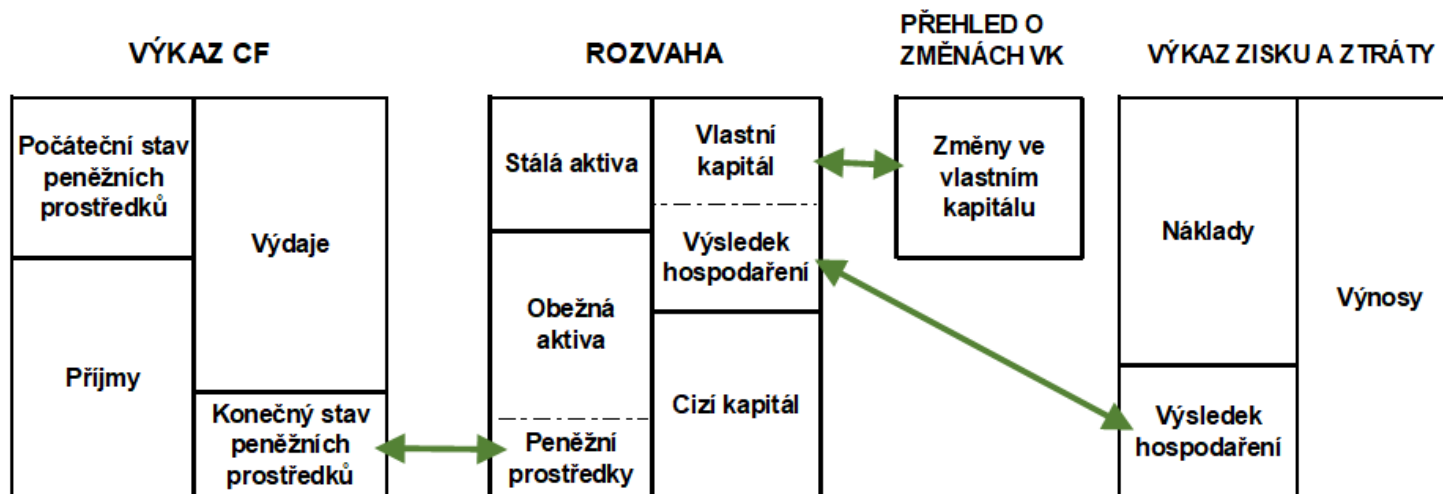 VÝKAZ CF
ROZVAHA
PŘEHLED O
ZMĚNÁCH VK
VÝKAZ ZISKU A ZTRÁTY
Počáteční stav
peněžních
prostředků
Výdaje
Příjmy
Konečný stav
peněžních
prostředků
Stálá aktiva
Vlastní
kapitál
Výsledek
hospodaření
Obežná
aktiva
Cizí kapitál
Peněžní
prostředky
Změny ve
vlastním
kapitálu
Náklady
Výnosy
Výsledek
hospodaření